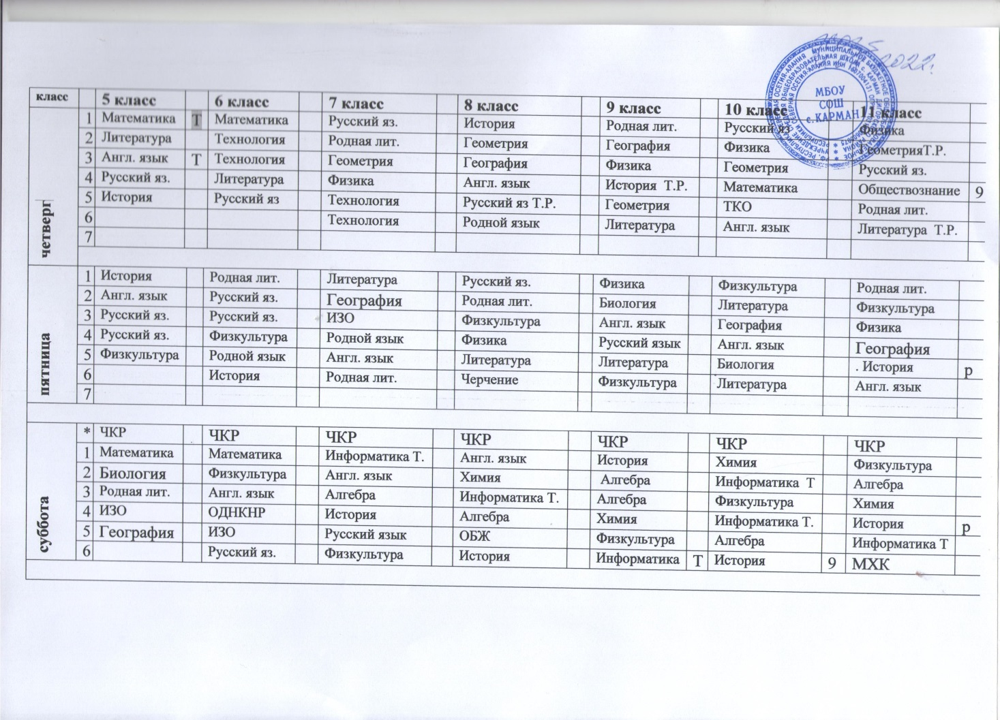 2022г.
МБОУ
СОШ
с.КАРМАН
класс 5 класс 6 класс 7 класс 8 класс 9 класс 10 класс 11 класс
четверг
1 Математика Т Математика Русский яз. История Родная лит. Русский яз Физика
2 Литература Технология Родная лит. Геометрия География Физика ГеометрияТ.Р.
3 Англ. язык Т Технология Геометрия География Физика Геометрия Русский яз.
4 Русский яз. Литература Физика Англ. язык История Т.Р. Математика Обществознание 9
5 История Русский яз Технология Русский яз Т.Р. Геометрия ТКО Родная лит.
6 Технология Родной язык Литература Англ. язык Литература Т.Р.
7
пятница
1 История Родная лит. Литература Русский яз. Физика Физкультура Родная лит.
2 Англ. язык Русский яз. География Родная лит. Биология Литература Физкультура
3 Русский яз. Русский яз. ИЗО Физкультура Англ. язык География Физика
4 Русский яз. Физкультура Родной язык Физика Русский язык Англ. язык География
5 Физкультура Родной язык Англ. язык Литература Литература Биология . История р
6 История Родная лит. Черчение Физкультура Литература Англ. язык
7
суббота
* ЧКР ЧКР ЧКР ЧКР ЧКР ЧКР ЧКР
1 Математика Математика Информатика Т. Англ. язык История Химия Физкультура
2 Биология Физкультура Англ. язык Химия Алгебра Информатика Т Алгебра
3 Родная лит. Англ. язык Алгебра Информатика Т. Алгебра Физкультура Химия
4 ИЗО ОДНКНР История Алгебра Химия Информатика Т. История р
5 География ИЗО Русский язык ОБЖ Физкультура Алгебра Информатика Т
6 Русский яз. Физкультура История Информатика Т История 9 МХК